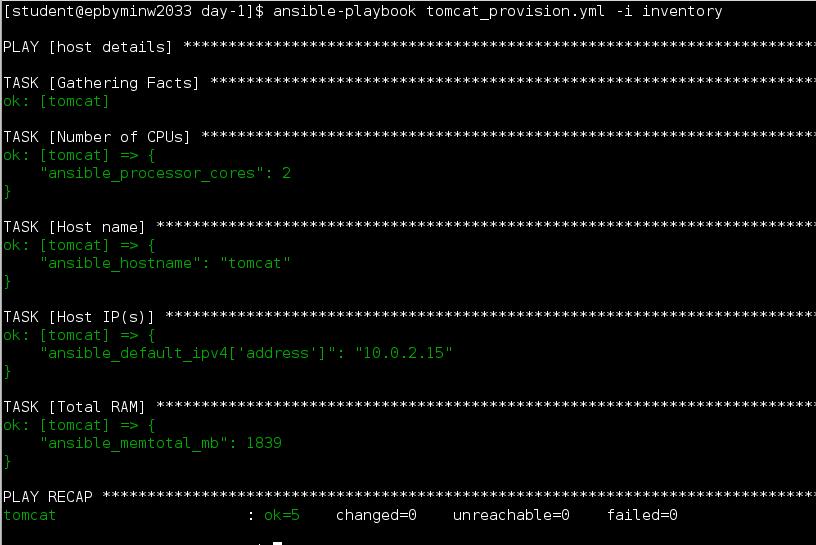 [student@epbyminw2033 day-1]$ ansible-playbook tomcat_provision.yml -i inventory
PLAY [host details] **********************************************************************
TASK [Gathering Facts] *******************************************************************
ok: [tomcat]
TASK [Number of CPUs] ********************************************************************
ok: [tomcat] => {
    "ansible_processor_cores": 2
}
TASK [Host name] *************************************************************************
ok: [tomcat] => {
    "ansible_hostname": "tomcat"
}
TASK [Host IP(s)] ************************************************************************
ok: [tomcat] => {
    "ansible_default_ipv4['address']": "10.0.2.15"
}
TASK [Total RAM] *************************************************************************
ok: [tomcat] => {
    "ansible_memtotal_mb": 1839
}
PLAY RECAP *******************************************************************************
tomcat                     : ok=5    changed=0    unreachable=0    failed=0